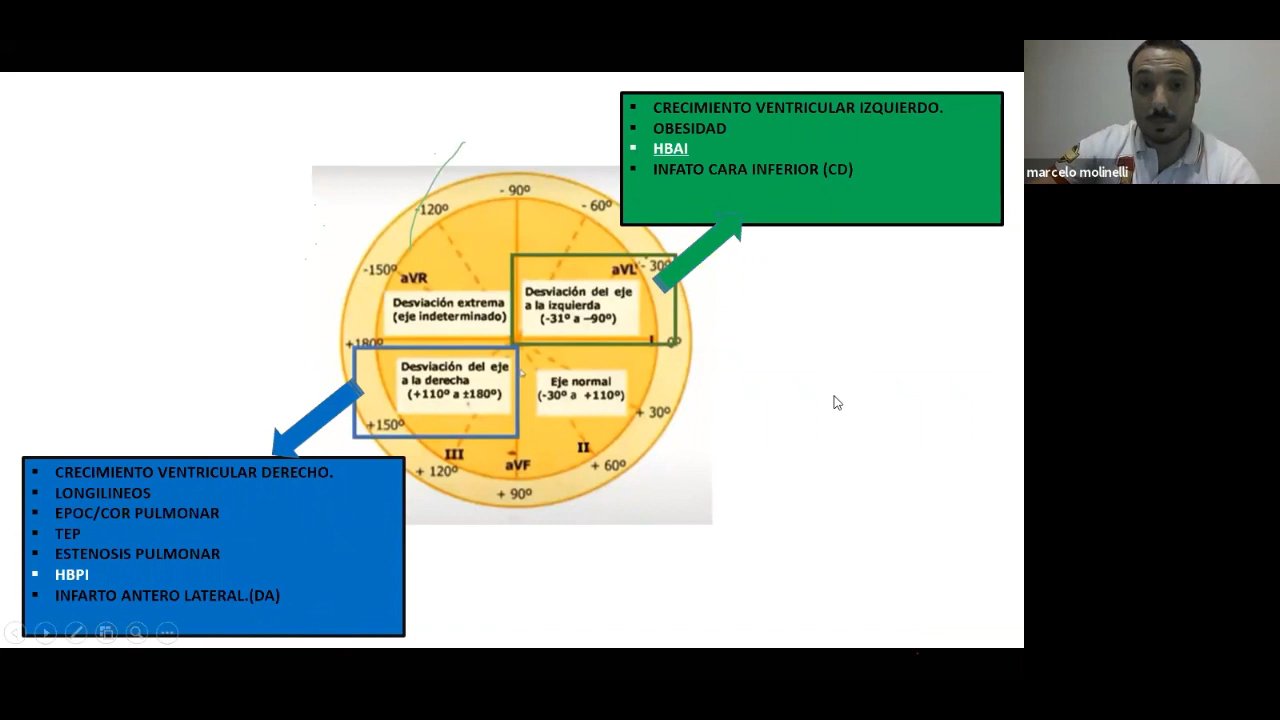 CRECIMIENTO VENTRICULAR IZQUIERDO.
OBESIDAD
HBAI
INFATO CARA INFERIOR (CD)
marcelo molinelli
- 90º
-120º
- 60º
-150º
aVR
aVL
- 30º
Desviación extrema
(eje indeterminado)
Desviación del eje
a la izquierda
(-31º a –90º)
+180º
I
0º
Desviación del eje
a la derecha
(+110º a ±180º)
Eje normal
(-30º a +110º)
+150º
+ 30º
III
aVF
II
+ 120º
+ 60º
+ 90º
CRECIMIENTO VENTRICULAR DERECHO.
LONGILINEOS
EPOC/COR PULMONAR
TEP
ESTENOSIS PULMONAR
HBPI
INFARTO ANTERO LATERAL.(DA)